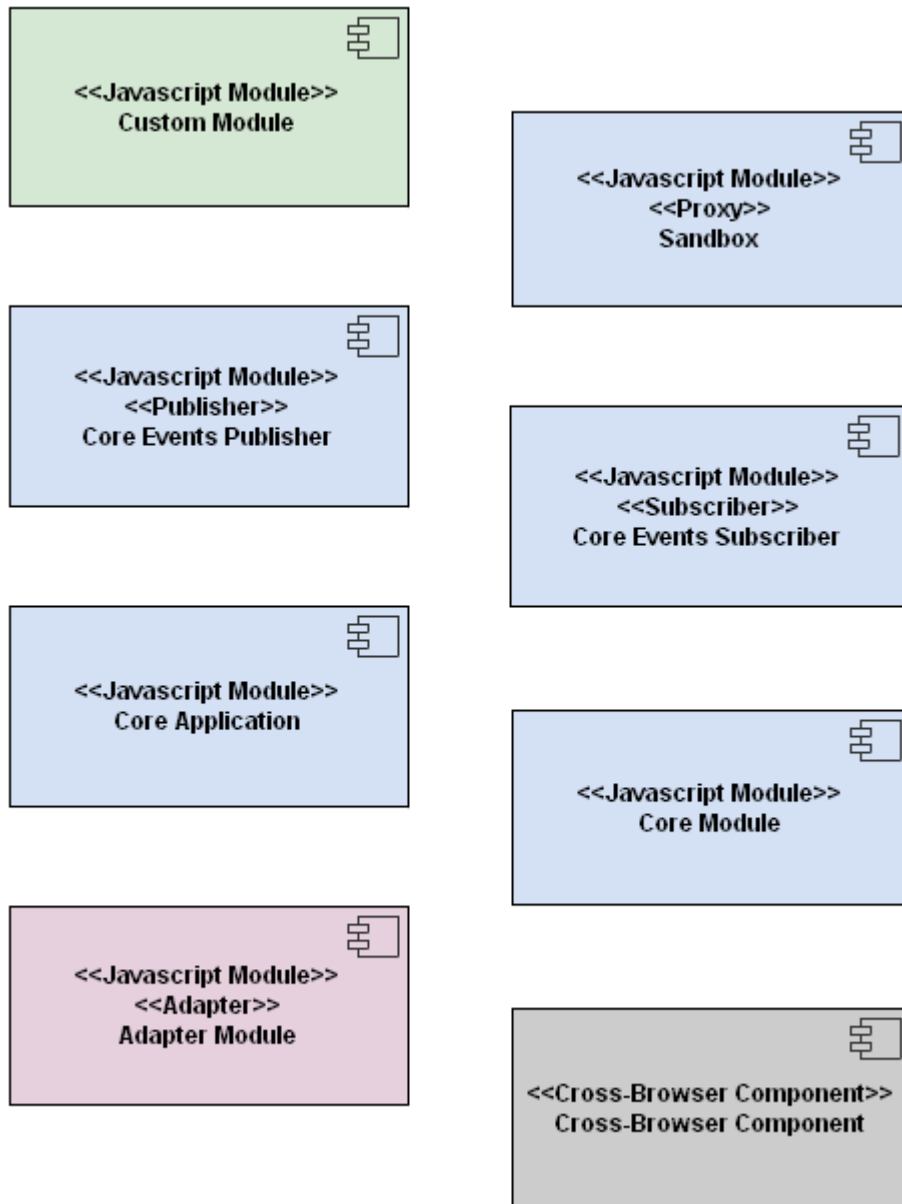 <<Javascript Module>>
Custom Module
<<Javascript Module>>
<<Proxy>>
Sandbox
<<Javascript Module>>
<<Publisher>>
Core Events Publisher
<<Javascript Module>>
<<Subscriber>>
Core Events Subscriber
<<Javascript Module>>
Core Application
<<Javascript Module>>
Core Module
<<Javascript Module>>
<<Adapter>>
Adapter Module
<<Cross-Browser Component>>
Cross-Browser Component